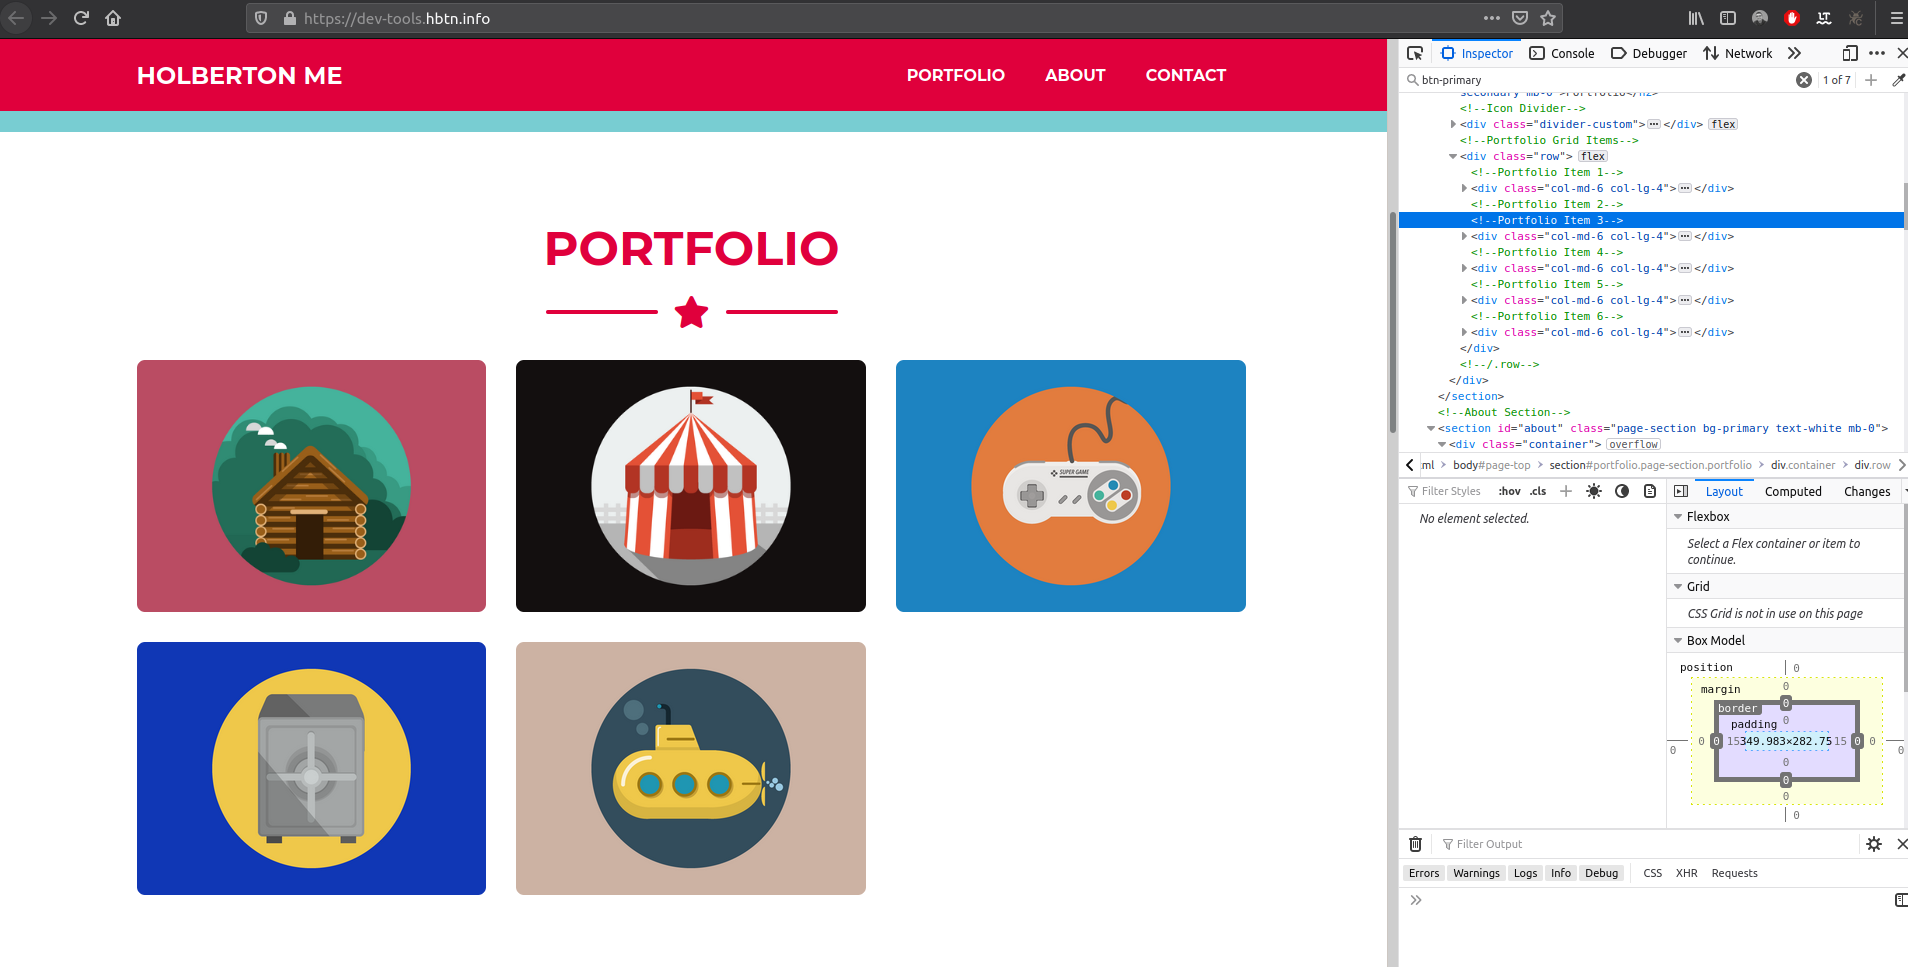 https://dev-tools.hbtn.info
HOLBERTON ME
PORTFOLIO
ABOUT
CONTACT
PORTFOLIO
SUPER GAME
Inspector
Console
Debugger
Network
btn-primary
1 of 7
secondary mb-0">Portfolio</h2>
<!--Icon Divider-->
<div class="divider-custom"></div> flex
<!--Portfolio Grid Items-->
<div class="row"> flex
<!--Portfolio Item 1-->
<div class="col-md-6 col-lg-4"></div>
<!--Portfolio Item 2-->
<!--Portfolio Item 3-->
<div class="col-md-6 col-lg-4"></div>
<!--Portfolio Item 4-->
<div class="col-md-6 col-lg-4"></div>
<!--Portfolio Item 5-->
<div class="col-md-6 col-lg-4"></div>
<!--Portfolio Item 6-->
<div class="col-md-6 col-lg-4"></div>
</div>
<!--/.row-->
</div>
</section>
<!--About Section-->
<section id="about" class="page-section bg-primary text-white mb-0">
<div class="container"> overflow
ml > body#page-top > section#portfolio.page-section.portfolio > div.container > div.row
Filter Styles
:hov .cls
Layout
Computed
Changes
No element selected.
Flexbox
Select a Flex container or item to
continue.
Grid
CSS Grid is not in use on this page
Box Model
position 0
margin 0
border 0
padding 0
0 0 0 15 349.983×282.75 15 0 0 0
0
0
0
0
Filter Output
Errors Warnings Logs Info Debug CSS XHR Requests